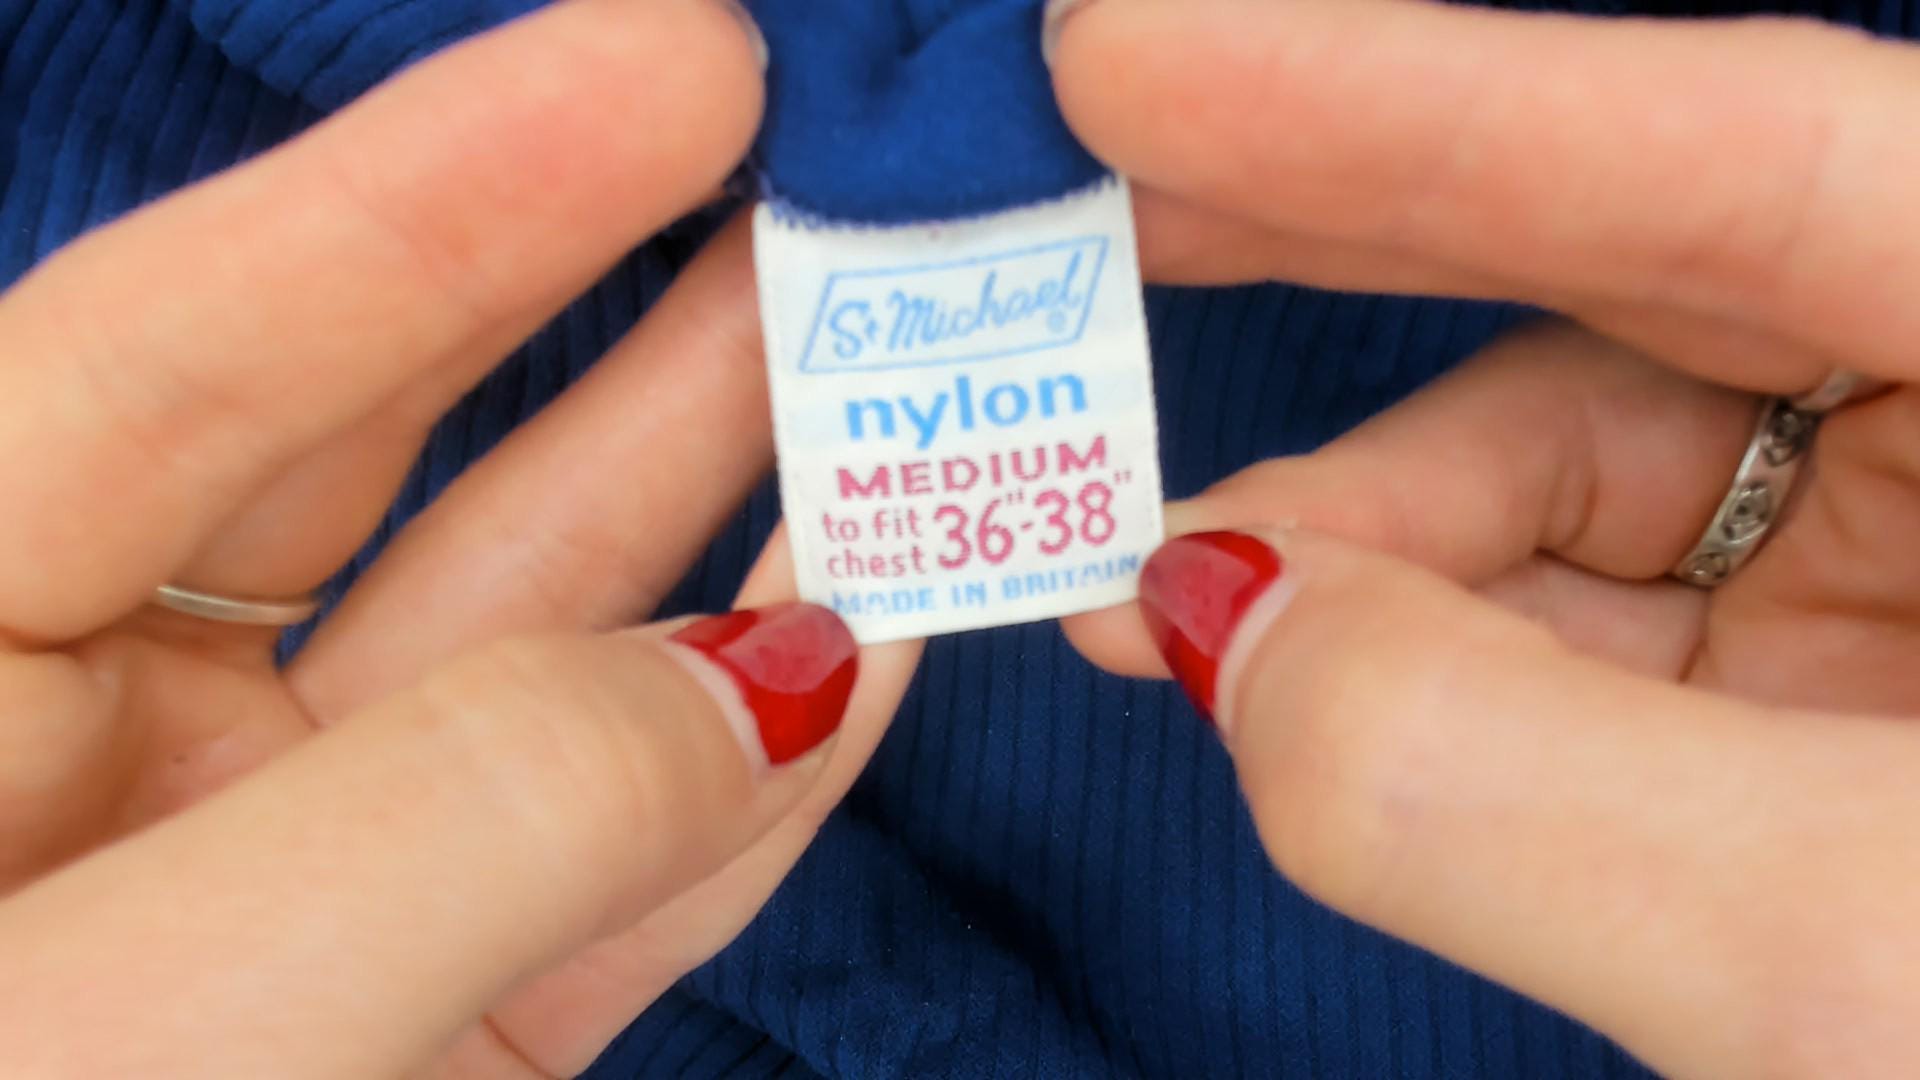 St Michael®
nylon
MEDIUM
to fit chest 36"-38"
MADE IN BRITAIN